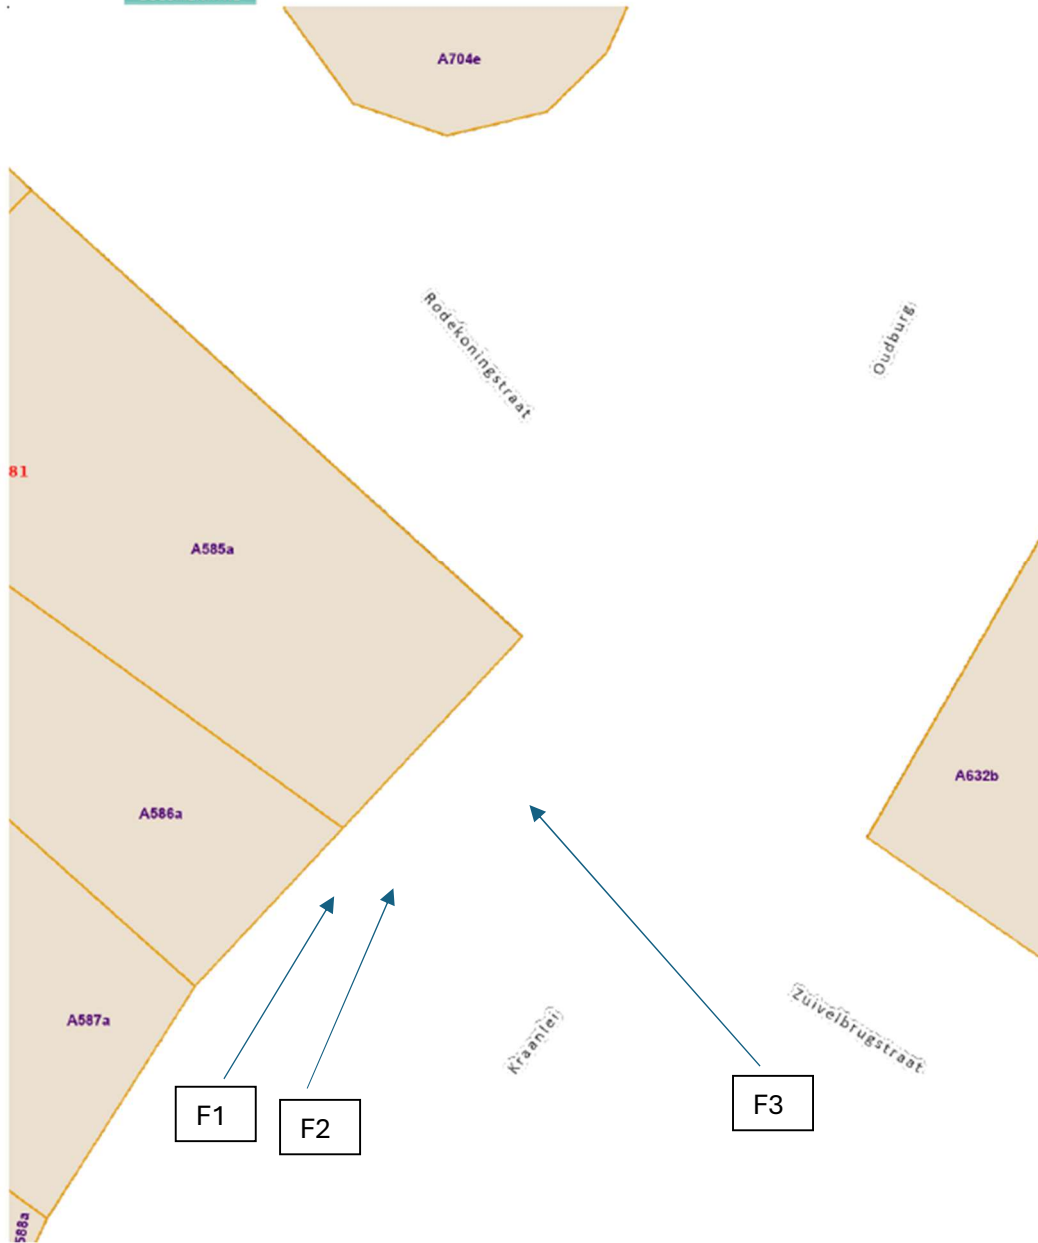 A704e
Rodekoningstraat
Oudburg
81
A585a
A632b
A586a
Zuivelbrugstraat
Kraanlei
A587a
F1
F2
F3
588a